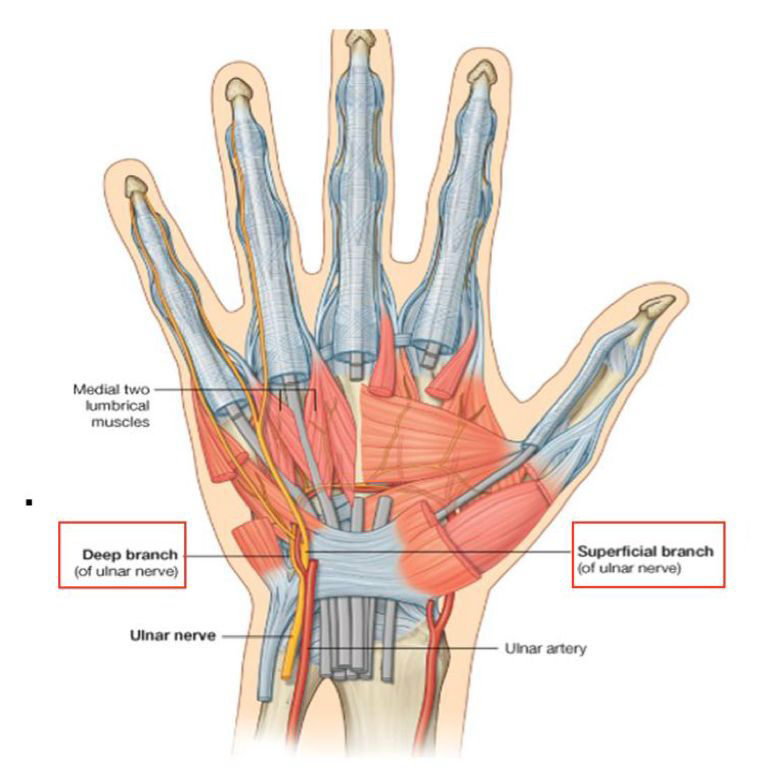 Medial two
lumbrical
muscles
Deep branch
(of ulnar nerve)
Superficial branch
(of ulnar nerve)
Ulnar nerve
Ulnar artery